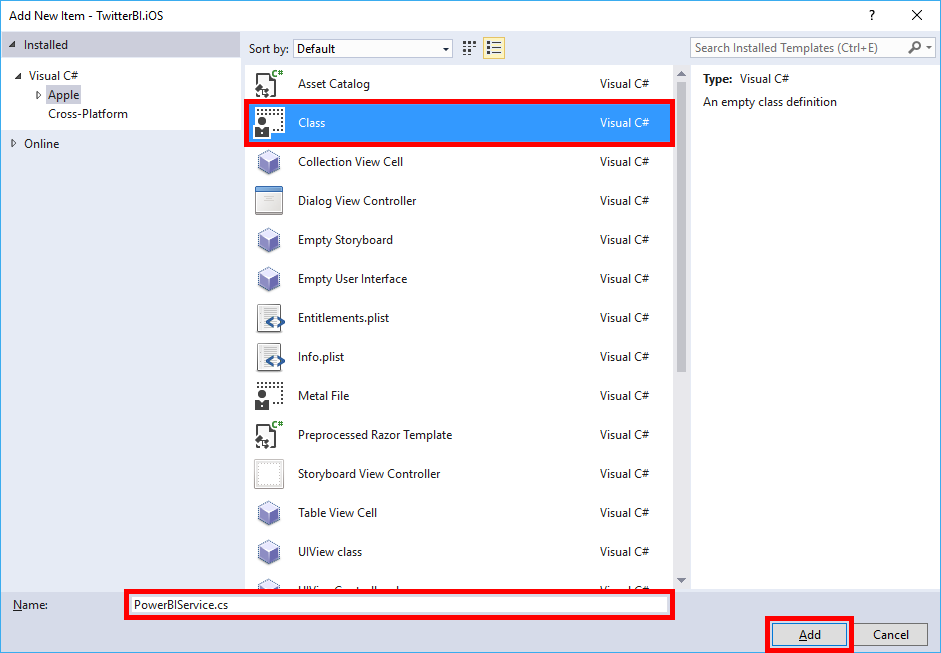 Add New Item - TwitterBI.iOS
?
Installed
Sort by: Default
Search Installed Templates (Ctrl+E)
Visual C#
Apple
Cross-Platform
Online
Asset Catalog Visual C#
Class Visual C#
Collection View Cell Visual C#
Dialog View Controller Visual C#
Empty Storyboard Visual C#
Empty User Interface Visual C#
Entitlements.plist Visual C#
Info.plist Visual C#
Metal File Visual C#
Preprocessed Razor Template Visual C#
Storyboard View Controller Visual C#
Table View Cell Visual C#
UIView class Visual C#
Type: Visual C#
An empty class definition
Name: PowerBIService.cs
Add Cancel